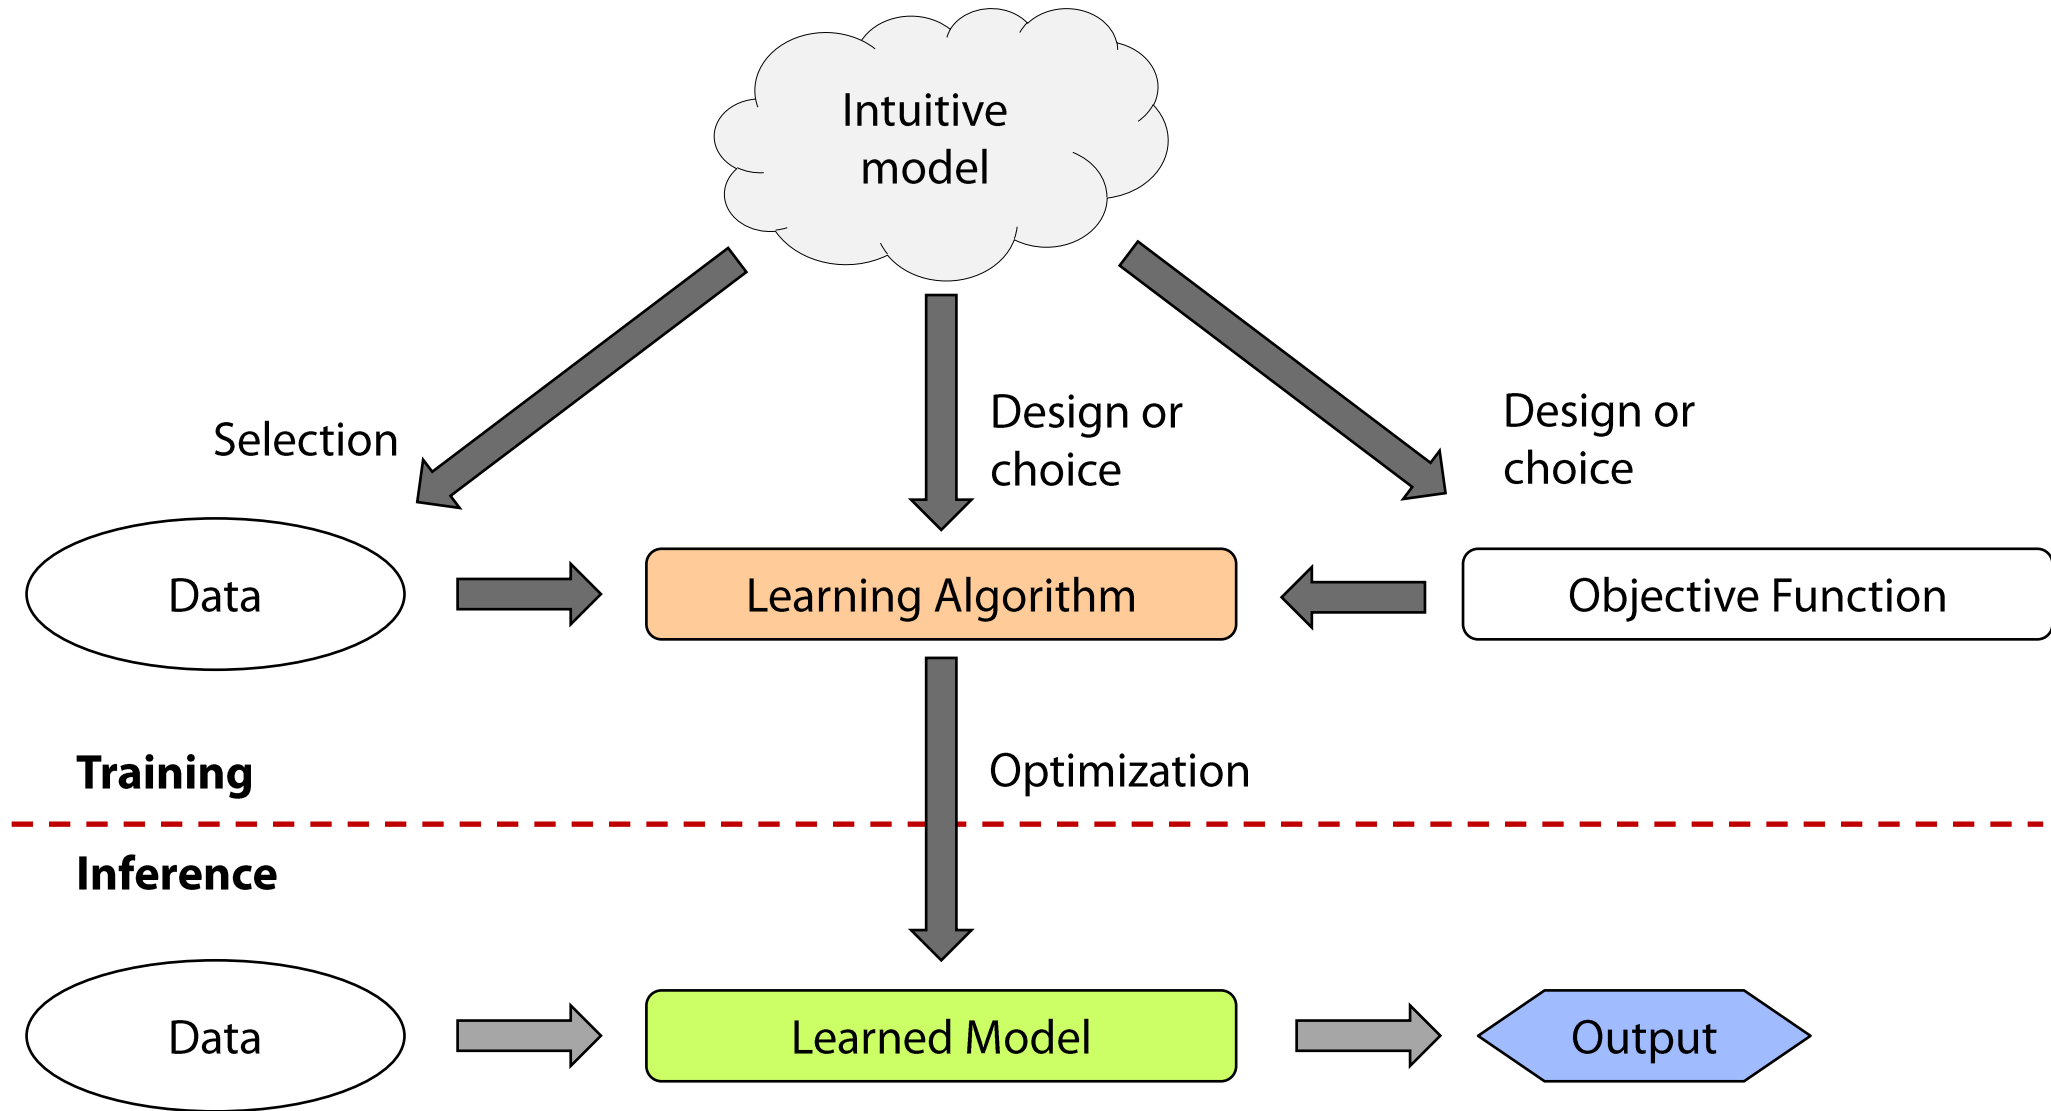 Intuitive
model
Selection
Design or
choice
Design or
choice
Data
Learning Algorithm
Objective Function
Training
Optimization
Inference
Data
Learned Model
Output